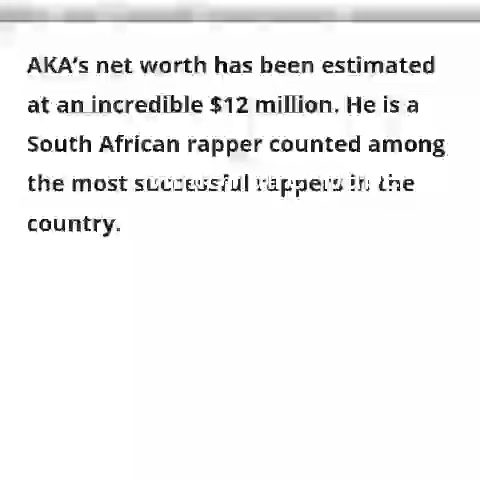 AKA's net worth has been estimated
at an incredible $12 million. He is a
South African rapper counted among
the most successful rappers in the
country.